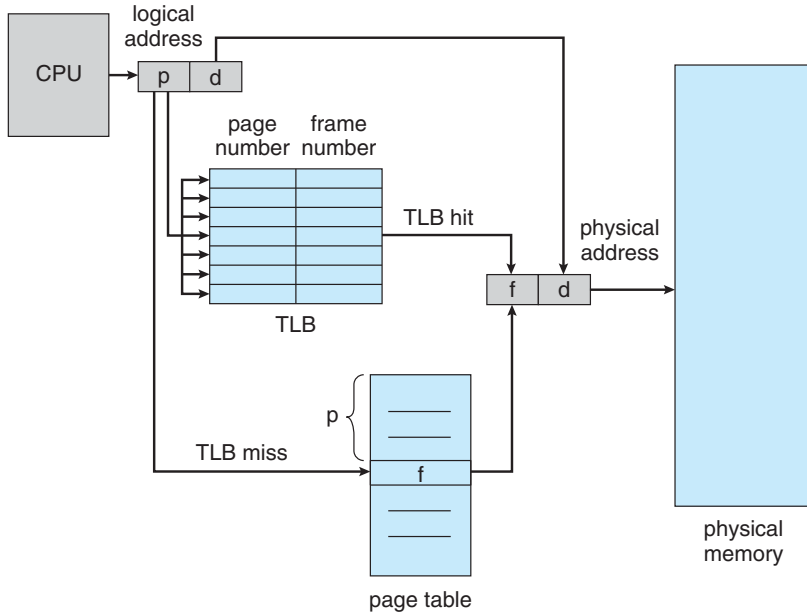 logical
address
CPU
p
d
page
number
frame
number
TLB hit
TLB
physical
address
f
d
p
TLB miss
f
page table
physical
memory